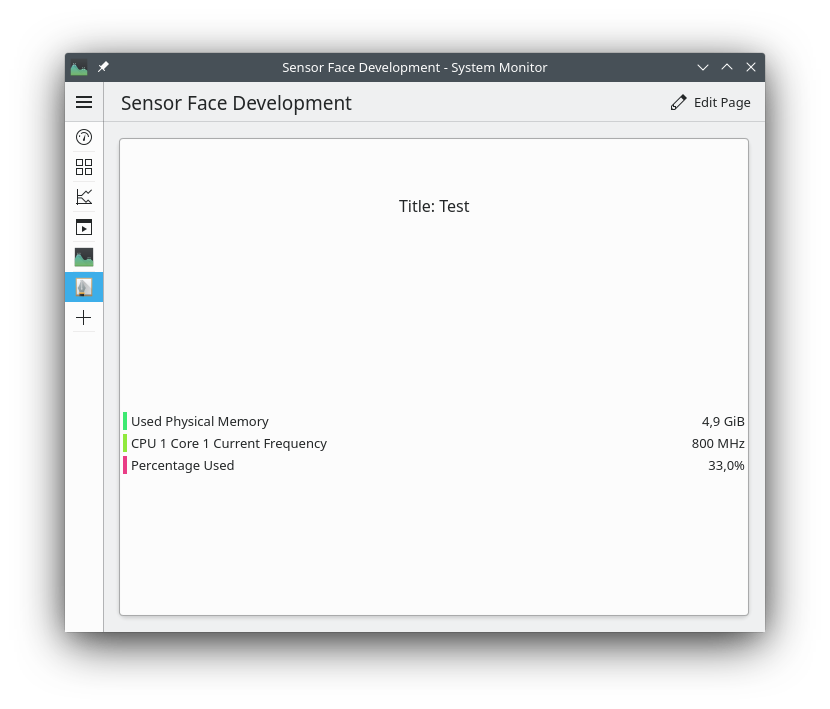 Sensor Face Development - System Monitor
Sensor Face Development
Edit Page
Title: Test
Used Physical Memory 4,9 GiB
CPU 1 Core 1 Current Frequency 800 MHz
Percentage Used 33,0%